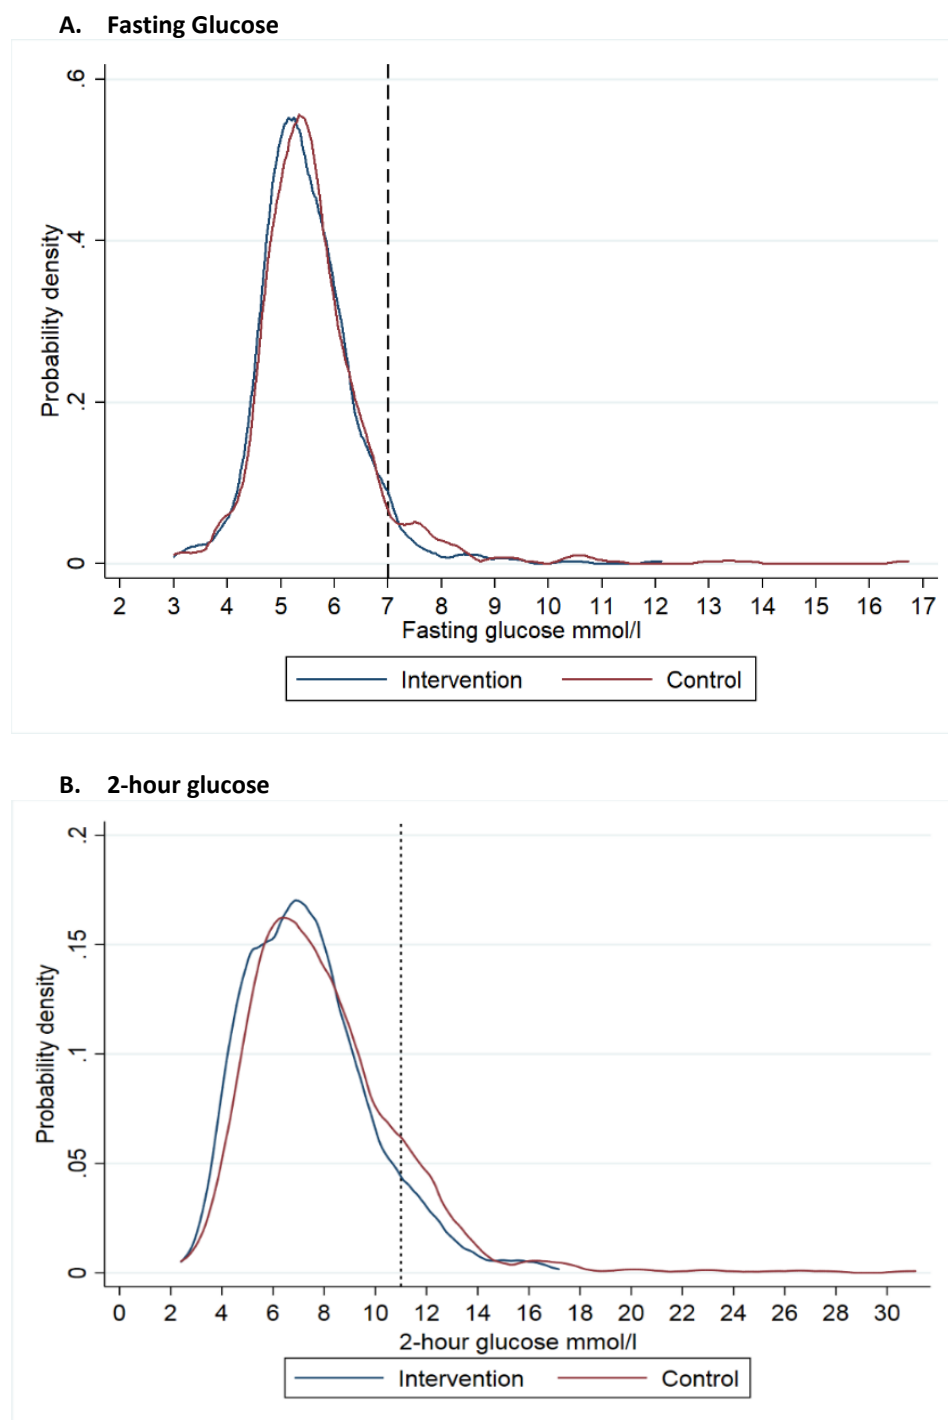 A. Fasting Glucose
.6
.4
.2
0
Probability density
2 3 4 5 6 7 8 9 10 11 12 13 14 15 16 17
Fasting glucose mmol/l
Intervention Control
B. 2-hour glucose
.2
.15
.1
.05
0
Probability density
0 2 4 6 8 10 12 14 16 18 20 22 24 26 28 30
2-hour glucose mmol/l
Intervention Control